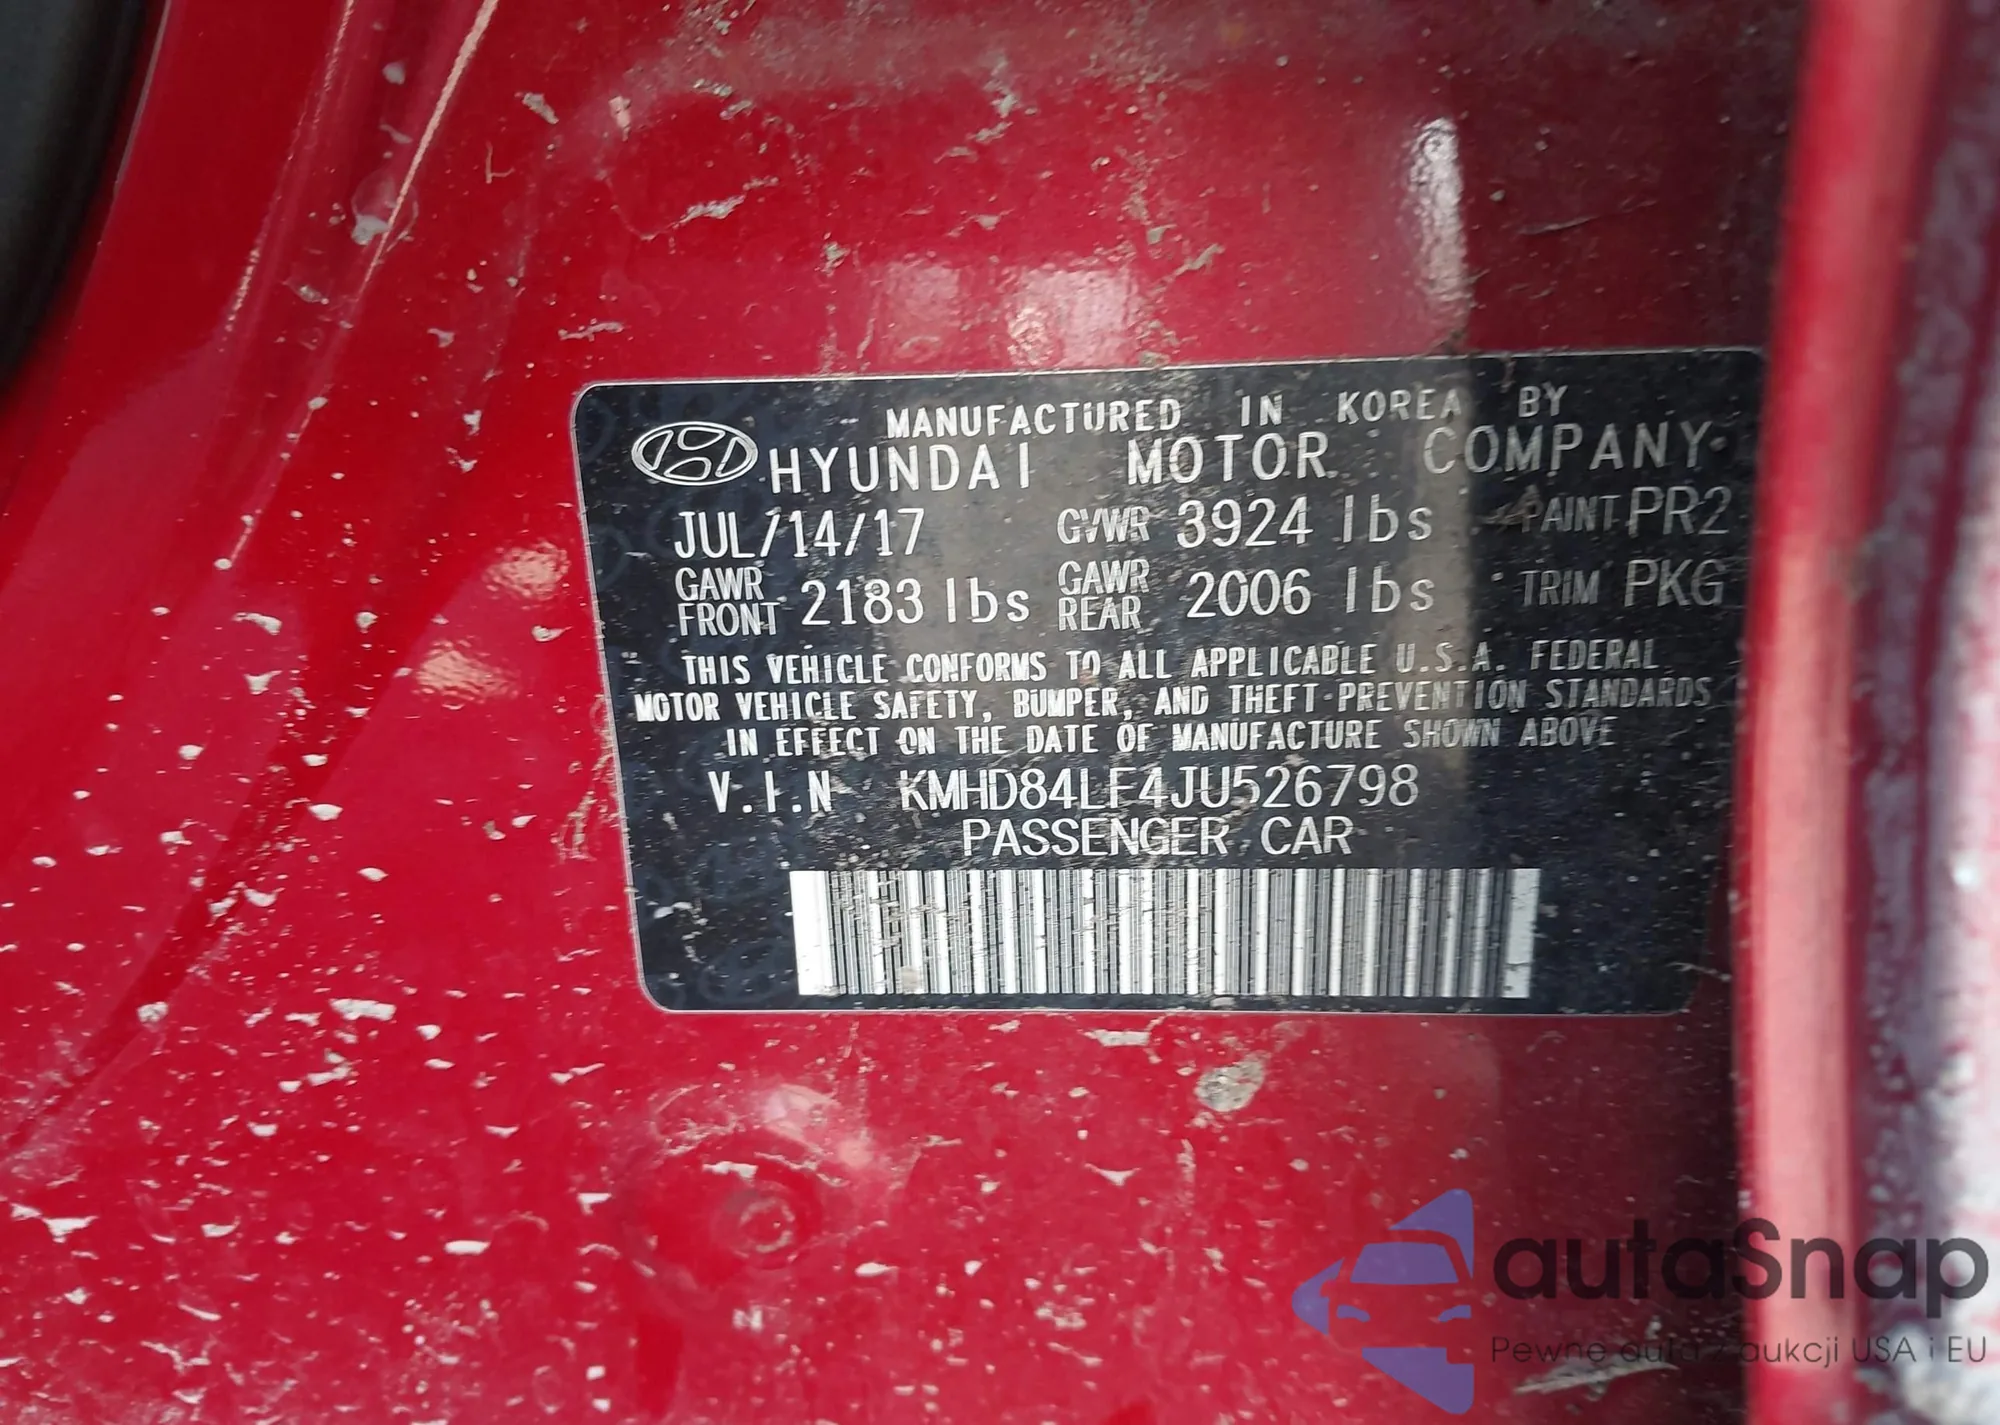 MANUFACTURED IN KOREA BY
HYUNDAI MOTOR COMPANY
JUL/14/17 GVWR 3924 lbs PAINT PR2
GAWR FRONT 2183 lbs GAWR REAR 2006 lbs TRIM PKG
THIS VEHICLE CONFORMS TO ALL APPLICABLE U.S.A. FEDERAL
MOTOR VEHICLE SAFETY, BUMPER, AND THEFT PREVENTION STANDARDS
IN EFFECT ON THE DATE OF MANUFACTURE SHOWN ABOVE
V.I.N KMHD84LF4JU526798
PASSENGER CAR
autaSnap
Pewne auta z aukcji USA i EU